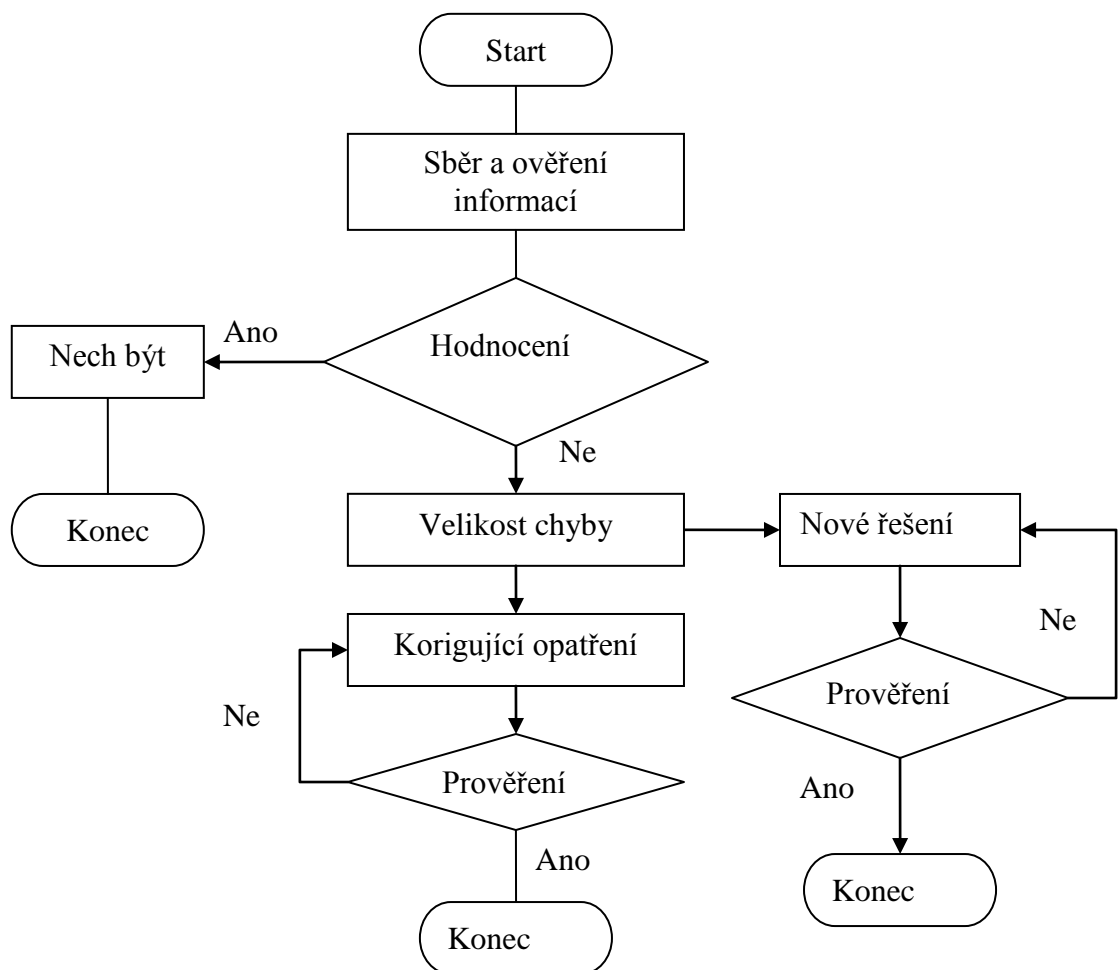 Start
Sběr a ověření
informací
Ano
Hodnocení
Nech být
Ne
Konec
Velikost chyby
Nové řešení
Korigující opatření
Ne
Ne
Prověření
Prověření
Ano
Ano
Konec
Konec